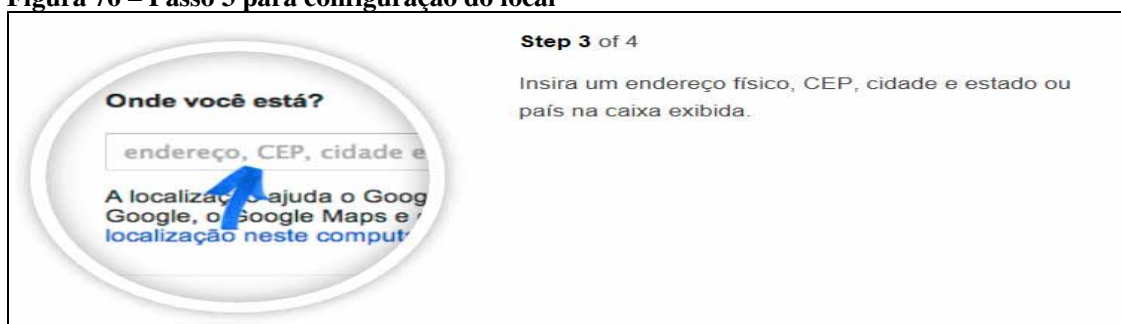 Figura 76 – Passo 3 para configuração do local
Onde você está?
endereço, CEP, cidade e
A localização ajuda o Goog
Google, o Google Maps e
localização neste comput
Step 3 of 4
Insira um endereço físico, CEP, cidade e estado ou
país na caixa exibida.